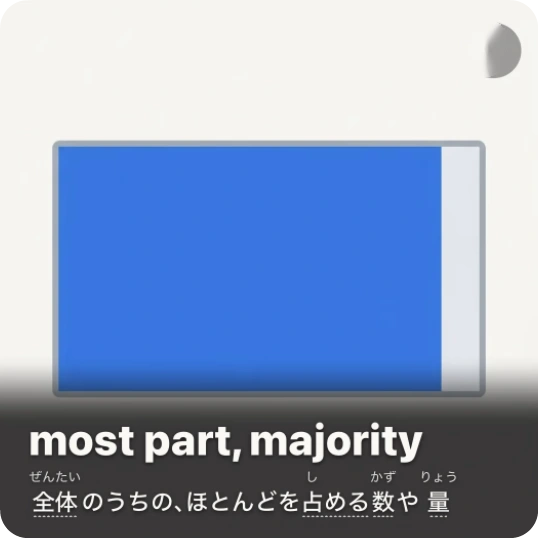 most part, majority
ぜんたい し かず りょう
全体のうちの、ほとんどを占める数や量